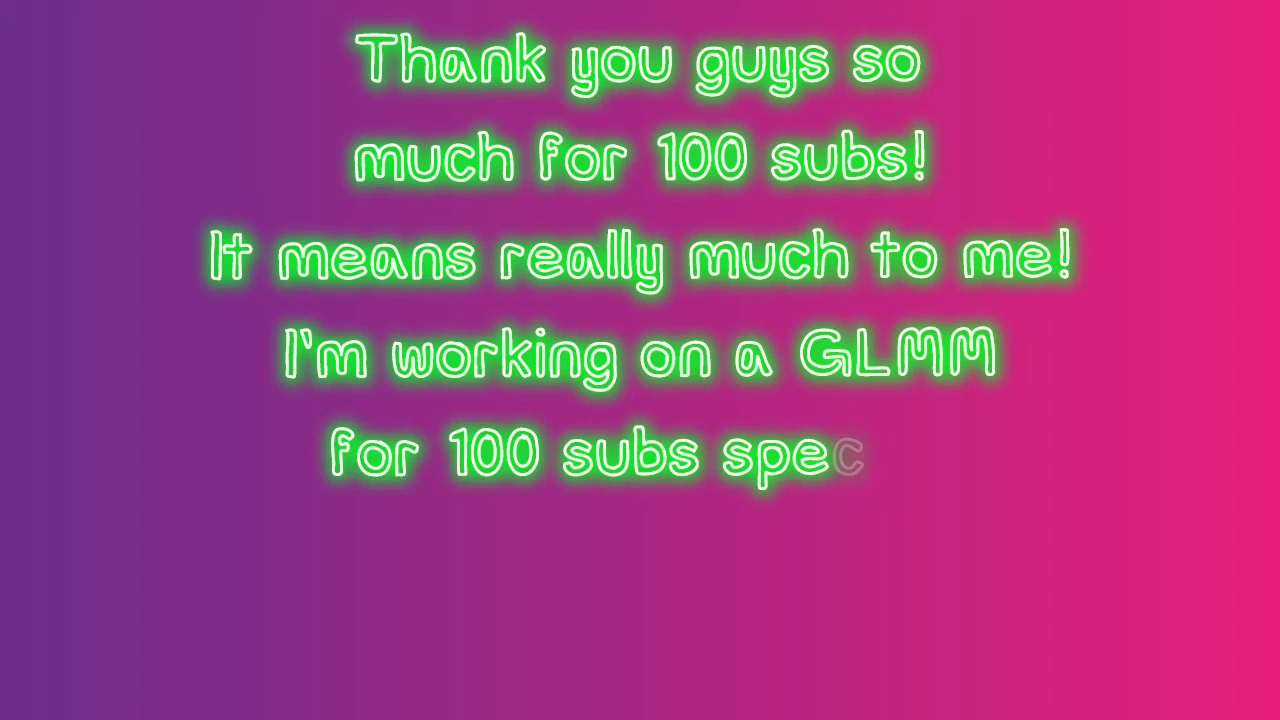 Thank you guys so
much for 100 subs!
It means really much to me!
I'm working on a GLMM
for 100 subs spec